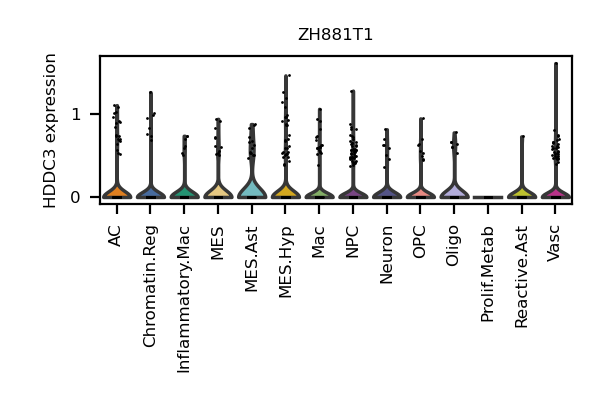 ZH881T1
HDDC3 expression
1
0
AC
Chromatin.Reg
Inflammatory.Mac
MES
MES.Ast
MES.Hyp
Mac
NPC
Neuron
OPC
Oligo
Prolif.Metab
Reactive.Ast
Vasc